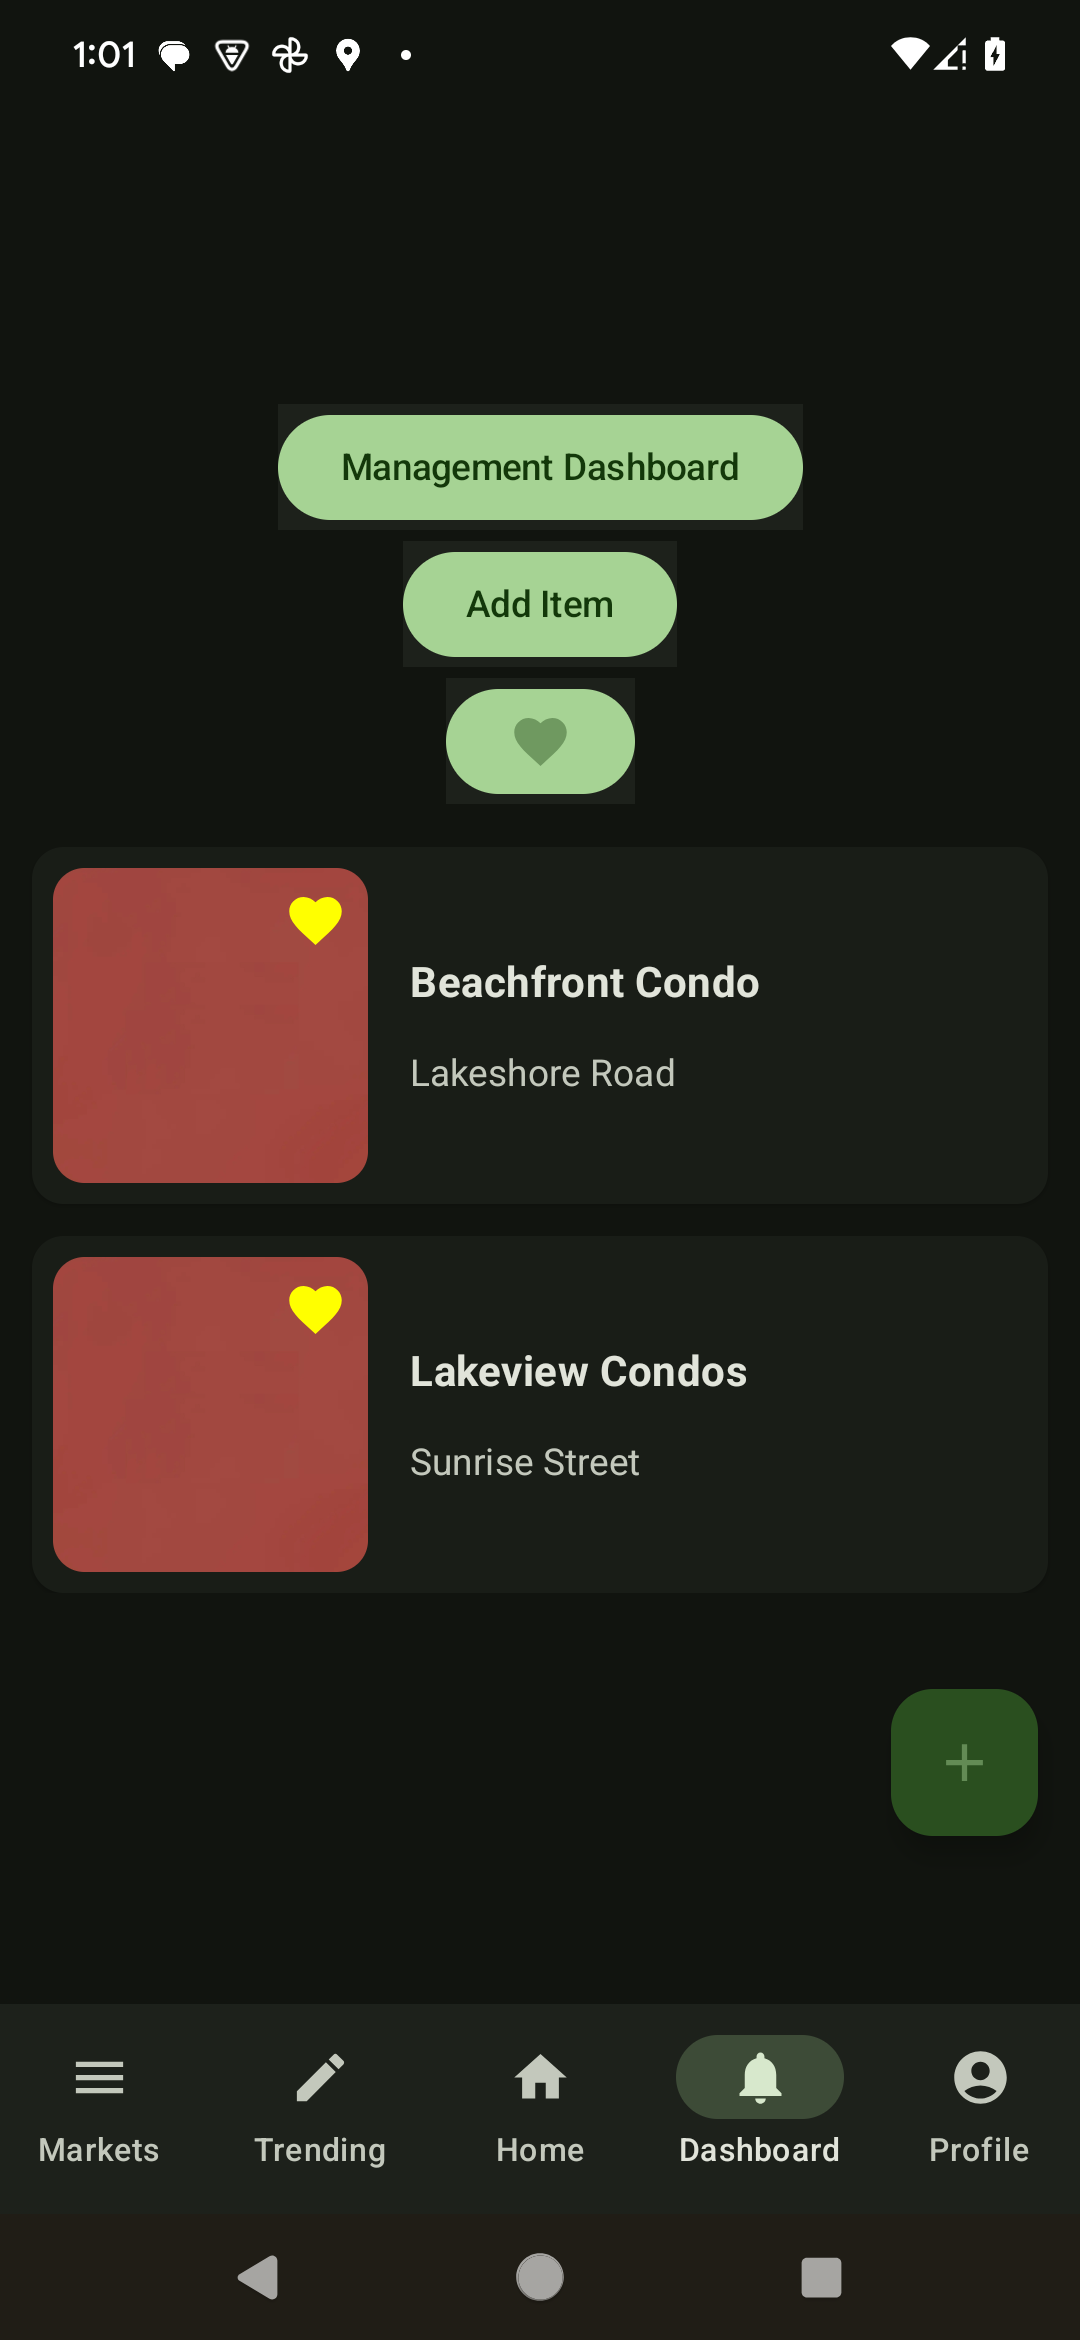 1:01
Management Dashboard
Add Item
Beachfront Condo
Lakeshore Road
Lakeview Condos
Sunrise Street
Markets
Trending
Home
Dashboard
Profile